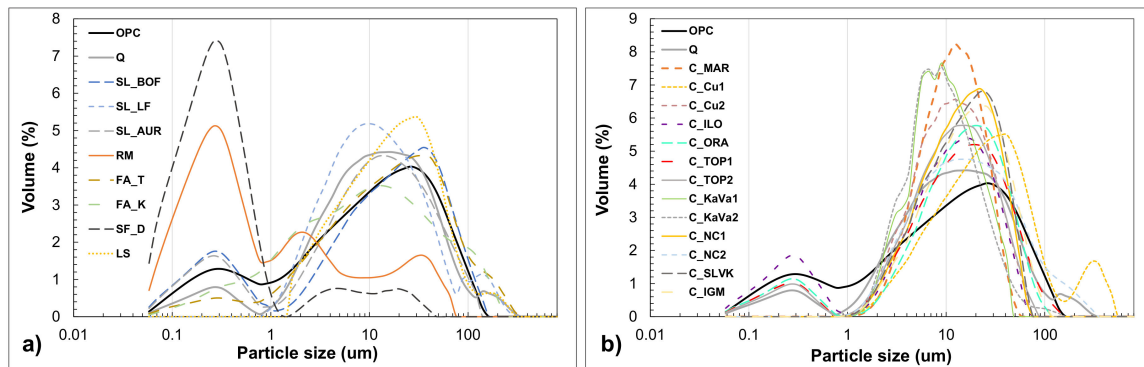 8
7
6
5
4
3
2
1
0
Volume (%)
OPC
Q
SL_BOF
SL_LF
SL_AUR
RM
FA_T
FA_K
SF_D
LS
0.01 0.1 1 10 100
Particle size (um)
a)
9
8
7
6
5
4
3
2
1
0
Volume (%)
OPC
Q
C_MAR
C_Cu1
C_Cu2
C_ILO
C_ORA
C_TOP1
C_TOP2
C_KaVa1
C_KaVa2
C_NC1
C_NC2
C_SLVK
C_IGM
0.01 0.1 1 10 100
Particle size (um)
b)